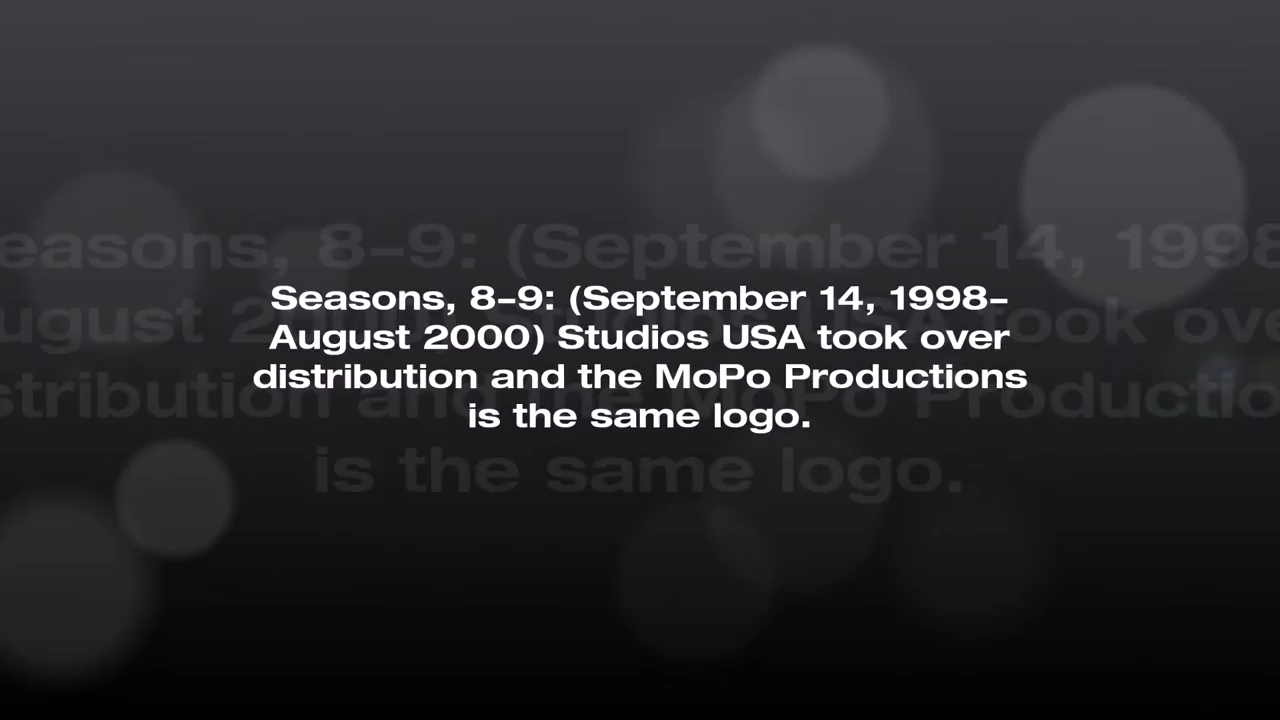 Seasons, 8–9: (September 14, 1998–
August 2000) Studios USA took over
distribution and the MoPo Productions
is the same logo.